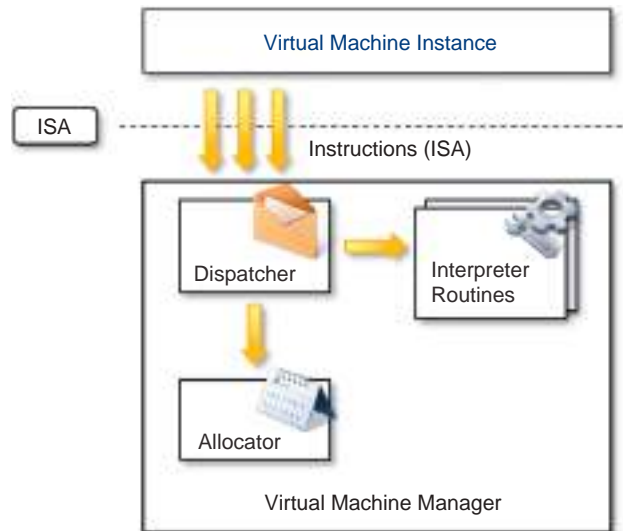 Virtual Machine Instance
ISA
Instructions (ISA)
Dispatcher
Interpreter
Routines
Allocator
Virtual Machine Manager